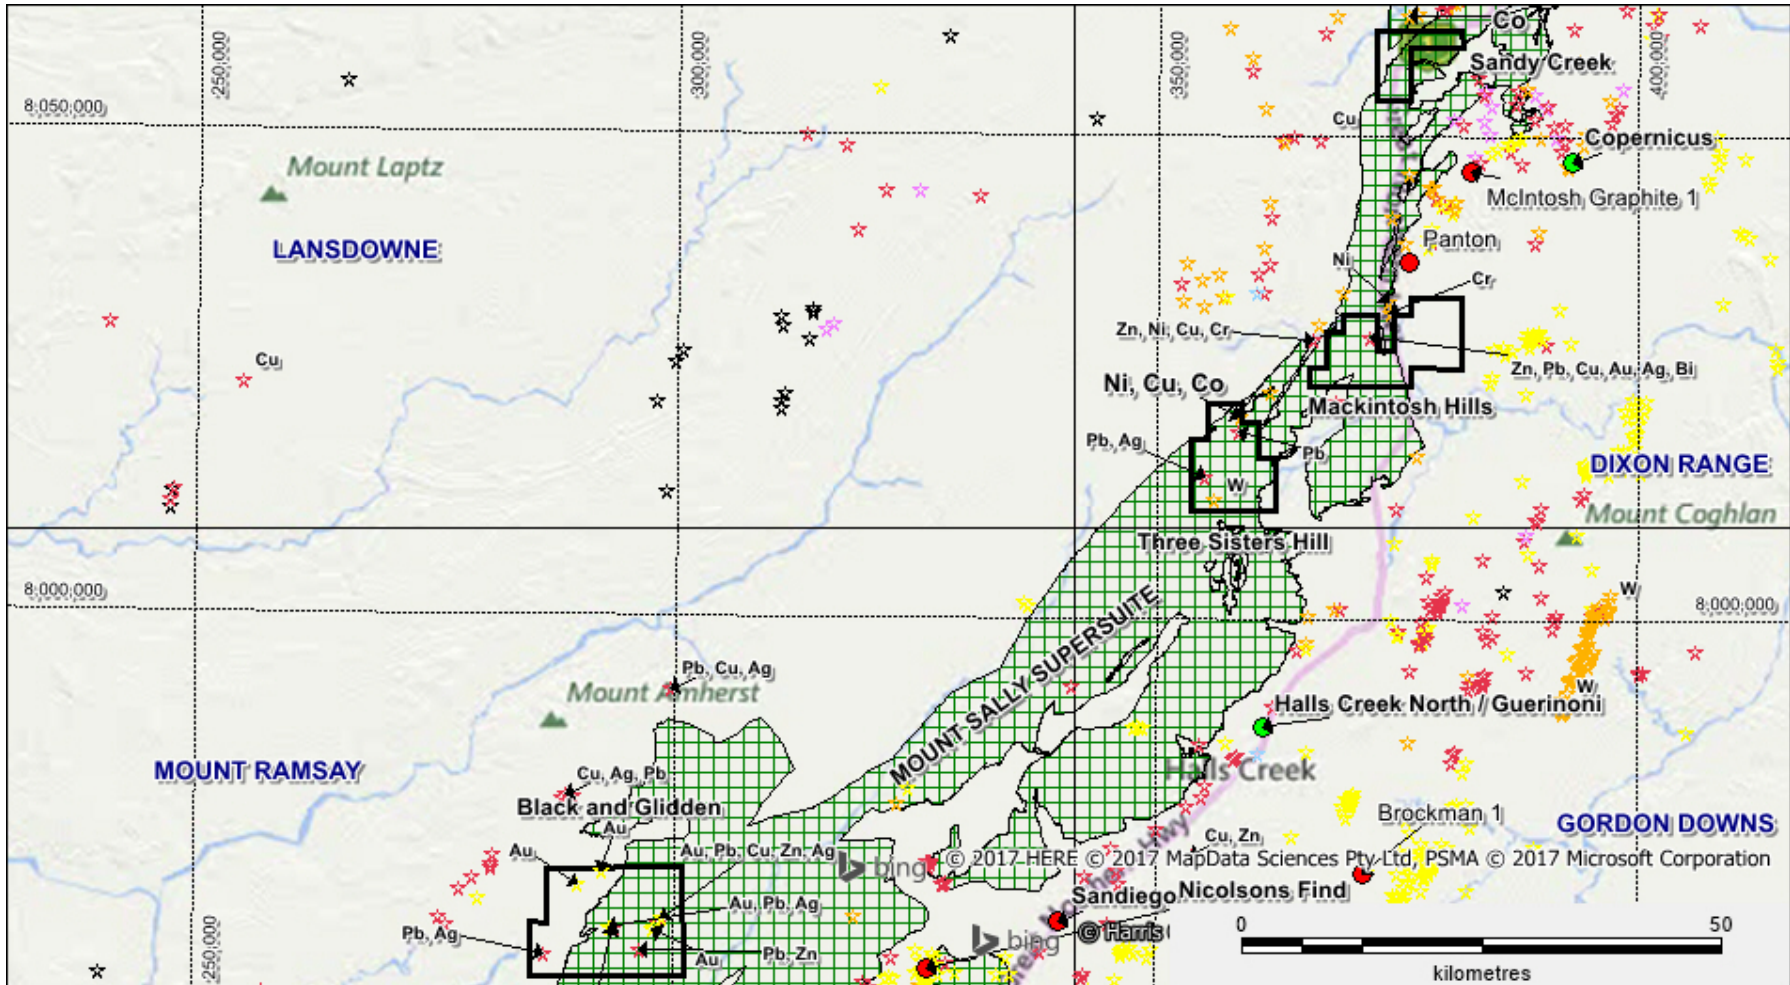 Co
250,000
300,000
350,000
400,000
Sandy Creek
8,050,000
Cu
Copernicus
Mount Laptz
McIntosh Graphite 1
LANSDOWNE
Panton
Ni
Cr
Zn, Ni, Cu, Cr
Cu
Zn, Pb, Cu, Au, Ag, Bi
Ni, Cu, Co
Mackintosh Hills
Pb, Ag
Pb
DIXON RANGE
W
Mount Coghlan
Three Sisters Hill
8,000,000
W
8,000,000
MOUNT SALLY SUPERSUITE
Pb, Cu, Ag
Mount Amherst
W
Halls Creek North / Guerinoni
MOUNT RAMSAY
Cu, Ag, Pb
Halls Creek
Black and Glidden
Brockman 1
Au
Cu, Zn
GORDON DOWNS
Au
Au, Pb, Cu, Zn, Ag
bing
© 2017 HERE © 2017 MapData Sciences Pty Ltd, PSMA © 2017 Microsoft Corporation
Au, Pb, Ag
Sandiego
Nicolsons Find
Pb, Ag
250,000
Au
Pb, Zn
bing
© Harris
0
50
kilometres